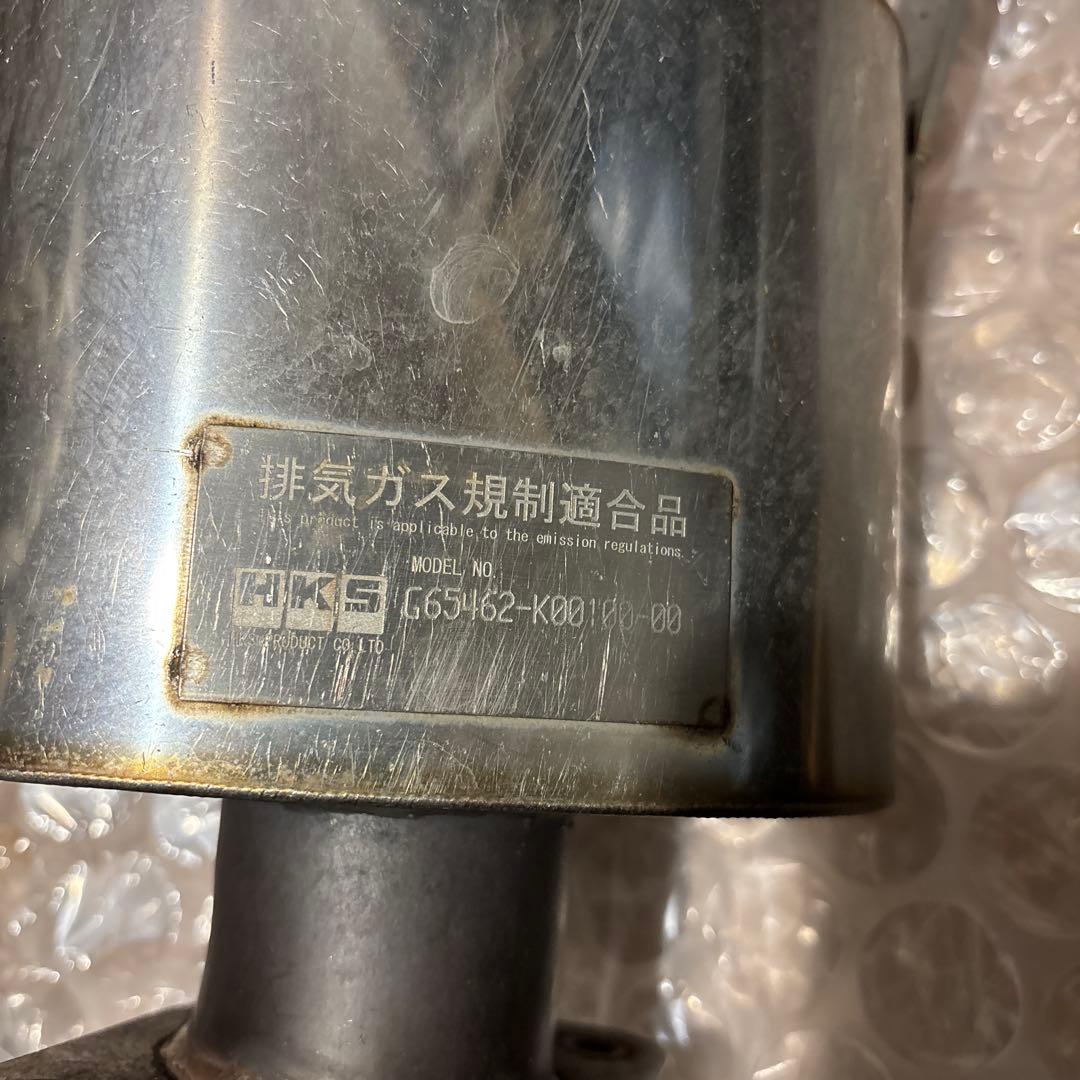 排気ガス規制適合品
This product is applicable to the emission regulations.
MODEL NO.
HKS
G65462-K00100-00
PRODUCT CO.,LTD